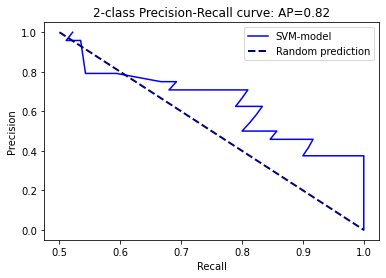 2-class Precision-Recall curve: AP=0.82
SVM-model
Random prediction
Precision
1.0
0.8
0.6
0.4
0.2
0.0
0.5 0.6 0.7 0.8 0.9 1.0
Recall